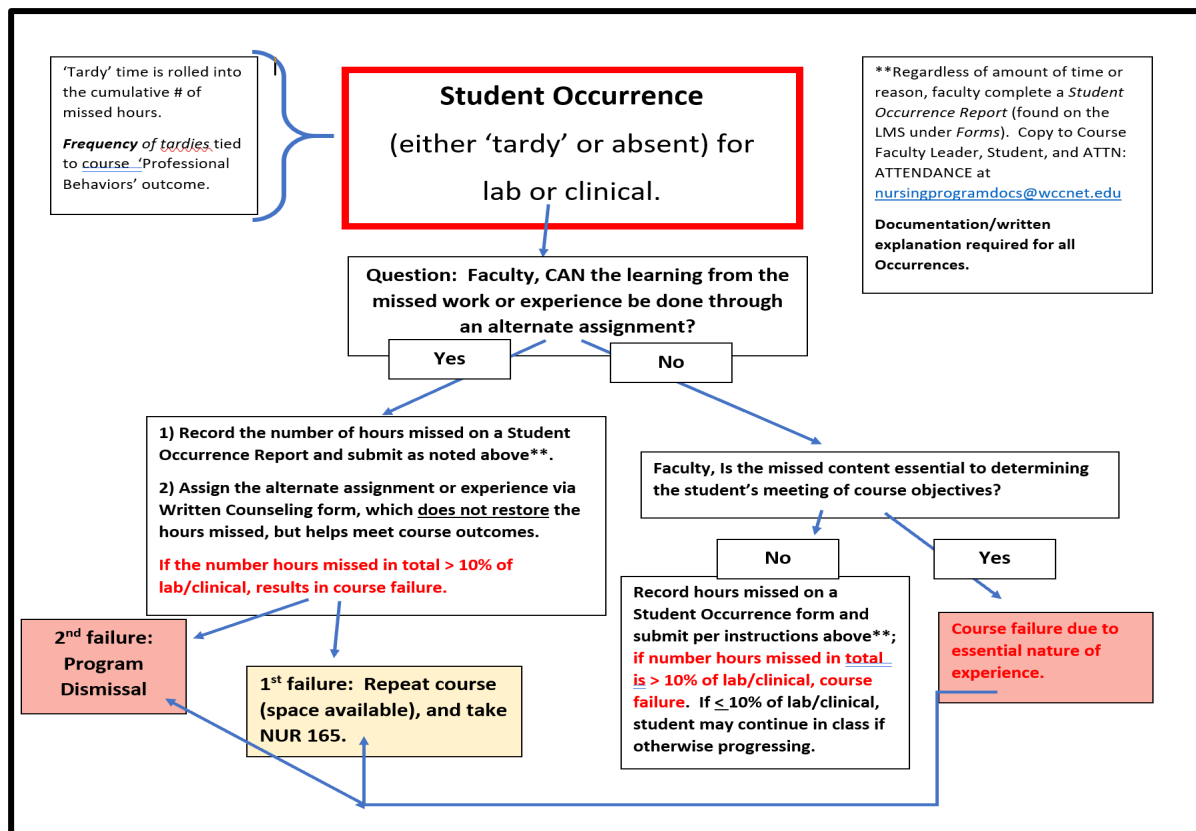 ‘Tardy’ time is rolled into
the cumulative # of
missed hours.
Frequency of tardies tied
to course ‘Professional
Behaviors’ outcome.
Student Occurrence
(either ‘tardy’ or absent) for
lab or clinical.
**Regardless of amount of time or
reason, faculty complete a Student
Occurrence Report (found on the
LMS under Forms). Copy to Course
Faculty Leader, Student, and ATTN:
ATTENDANCE at
nursingprogramdocs@wccnet.edu
Documentation/written
explanation required for all
Occurrences.
Question: Faculty, CAN the learning from the
missed work or experience be done through
an alternate assignment?
Yes
No
1) Record the number of hours missed on a Student
Occurrence Report and submit as noted above**.
2) Assign the alternate assignment or experience via
Written Counseling form, which does not restore the
hours missed, but helps meet course outcomes.
If the number hours missed in total > 10% of
lab/clinical, results in course failure.
Faculty, Is the missed content essential to determining
the student’s meeting of course objectives?
No
Yes
Record hours missed on a
Student Occurrence form and
submit per instructions above**;
if number hours missed in total
is > 10% of lab/clinical, course
failure. If < 10% of lab/clinical,
student may continue in class if
otherwise progressing.
Course failure due to
essential nature of
experience.
2nd failure:
Program
Dismissal
1st failure: Repeat course
(space available), and take
NUR 165.